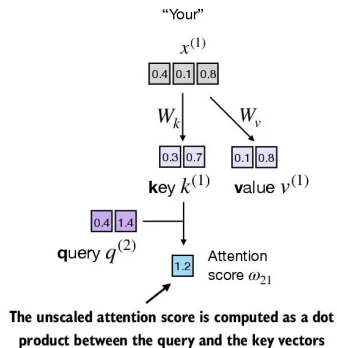 “Your”
x(1)
0.4 0.1 0.8
Wk Wv
0.3 0.7 0.1 0.8
key k(1) value v(1)
0.4 1.4
query q(2)
1.2
Attention
score ω21
The unscaled attention score is computed as a dot
product between the query and the key vectors